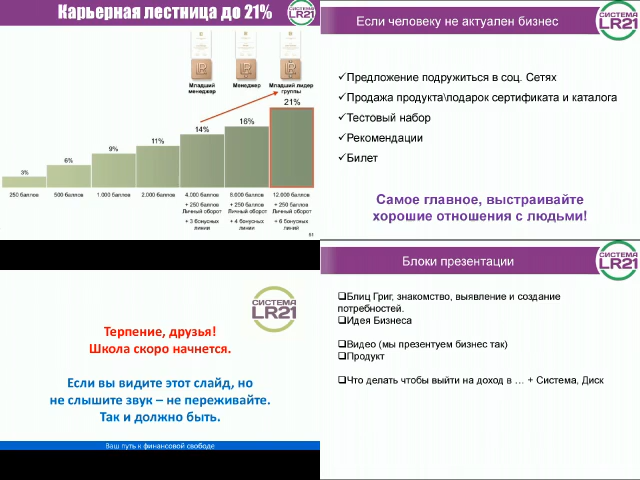 Карьерная лестница до 21%
СИСТЕМА
LR21
Младший
менеджер
Менеджер
Младший лидер
группы
3%
6%
9%
11%
14%
16%
21%
250 баллов
500 баллов
1.000 баллов
2.000 баллов
4.000 баллов
+ 250 баллов
Личный оборот
+ 3 бонусных
линии
6.000 баллов
+ 250 баллов
Личный оборот
+ 4 бонусных
линии
12.000 баллов
+ 250 баллов
Личный оборот
+ 6 бонусных
линий
51
Если человеку не актуален бизнес
СИСТЕМА
LR21
✓Предложение подружиться в соц. Сетях
✓Продажа продукта\подарок сертификата и каталога
✓Тестовый набор
✓Рекомендации
✓Билет
Самое главное, выстраивайте
хорошие отношения с людьми!
СИСТЕМА
LR21
Терпение, друзья!
Школа скоро начнется.
Если вы видите этот слайд, но
не слышите звук – не переживайте.
Так и должно быть.
Ваш путь к финансовой свободе
Блоки презентации
СИСТЕМА
LR21
❑Блиц Григ, знакомство, выявление и создание
потребностей.
❑Идея Бизнеса
❑Видео (мы презентуем бизнес так)
❑Продукт
❑Что делать чтобы выйти на доход в … + Система, Диск